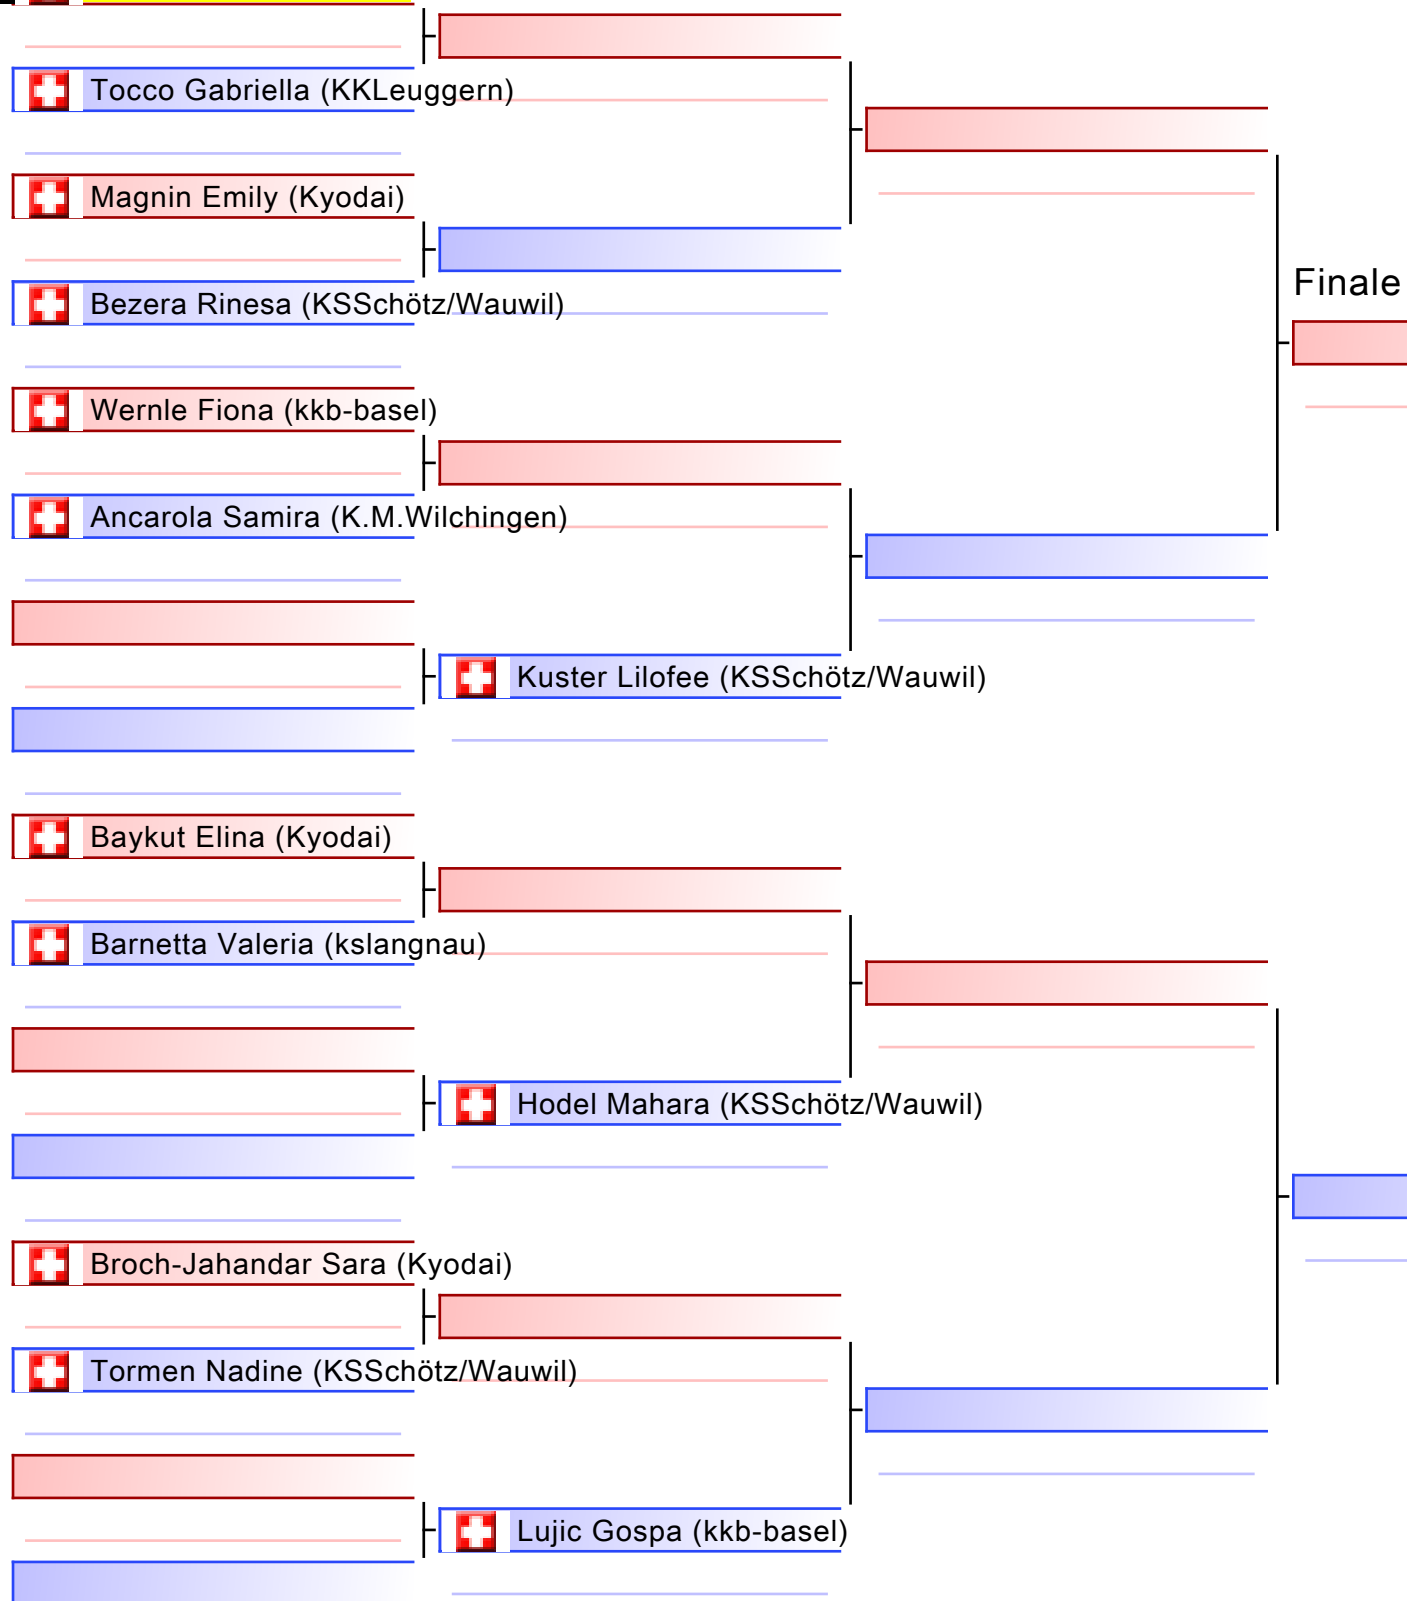 Tocco Gabriella (KKLeuggern)
Magnin Emily (Kyodai)
Bezera Rinesa (KSSchötz/Wauwil)
Finale
Wernle Fiona (kkb-basel)
Ancarola Samira (K.M.Wilchingen)
Kuster Lilofee (KSSchötz/Wauwil)
Baykut Elina (Kyodai)
Barnetta Valeria (kslangnau)
Hodel Mahara (KSSchötz/Wauwil)
Broch-Jahandar Sara (Kyodai)
Tormen Nadine (KSSchötz/Wauwil)
Lujic Gospa (kkb-basel)